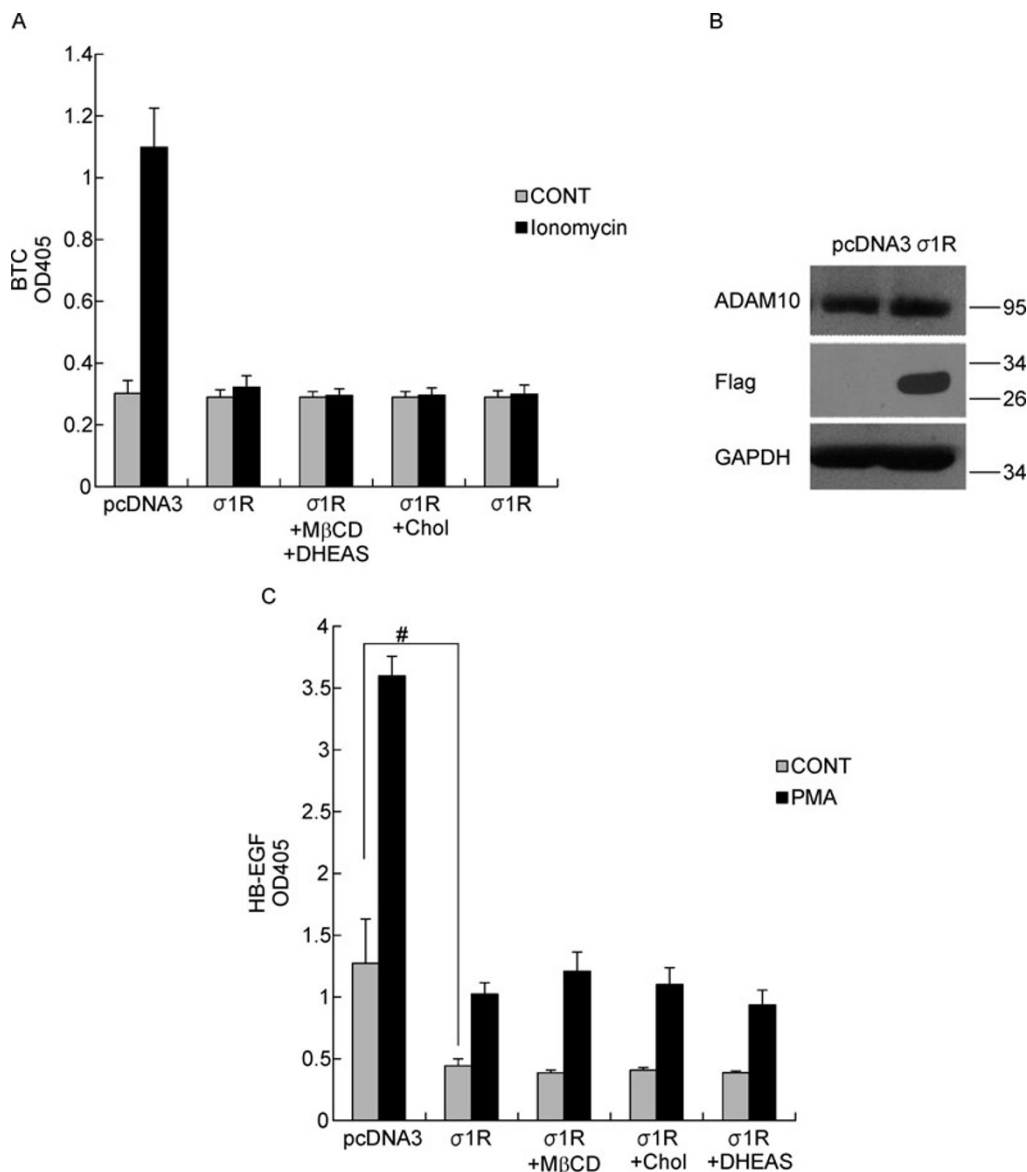 A
1.4
1.2
1
0.8
0.6
0.4
0.2
0
BTC
OD405
CONT
Ionomycin
pcDNA3
σ1R
σ1R
+MβCD
+DHEAS
σ1R
+Chol
σ1R
B
pcDNA3 σ1R
ADAM10
95
Flag
34
26
GAPDH
34
C
#
4
3.5
3
2.5
2
1.5
1
0.5
0
HB-EGF
OD405
CONT
PMA
pcDNA3
σ1R
σ1R
+MβCD
σ1R
+Chol
σ1R
+DHEAS